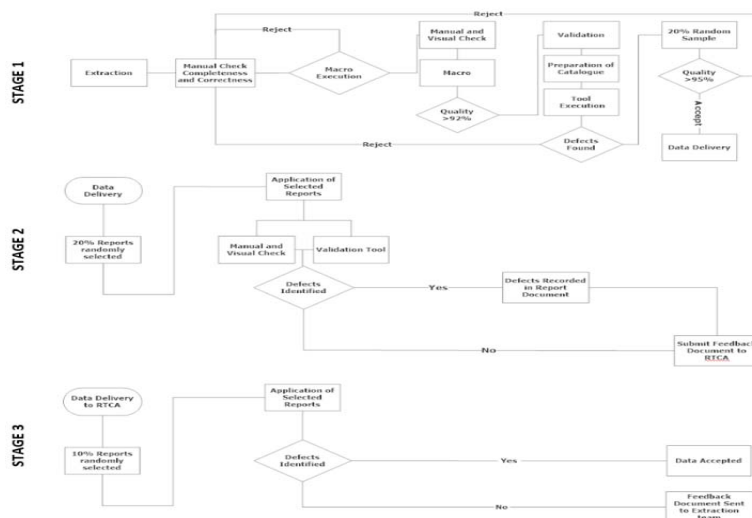 STAGE 1
Reject
Reject
Extraction
Manual Check
Completeness
and Correctness
Macro
Execution
Manual and
Visual Check
Macro
Quality
>92%
Validation
Preparation of
Catalogue
Tool
Execution
Defects
Found
Reject
20% Random
Sample
Quality
>95%
Accept
Data Delivery
STAGE 2
Data
Delivery
20% Reports
randomly
selected
Application of
Selected
Reports
Manual and
Visual Check
Validation Tool
Defects
Identified
Yes
Defects Recorded
in Report
Document
No
Submit Feedback
Document to
RTCA
STAGE 3
Data Delivery
to RTCA
10% Reports
randomly
selected
Application of
Selected
Reports
Defects
Identified
Yes
Data Accepted
No
Feedback
Document Sent
to Extraction
team